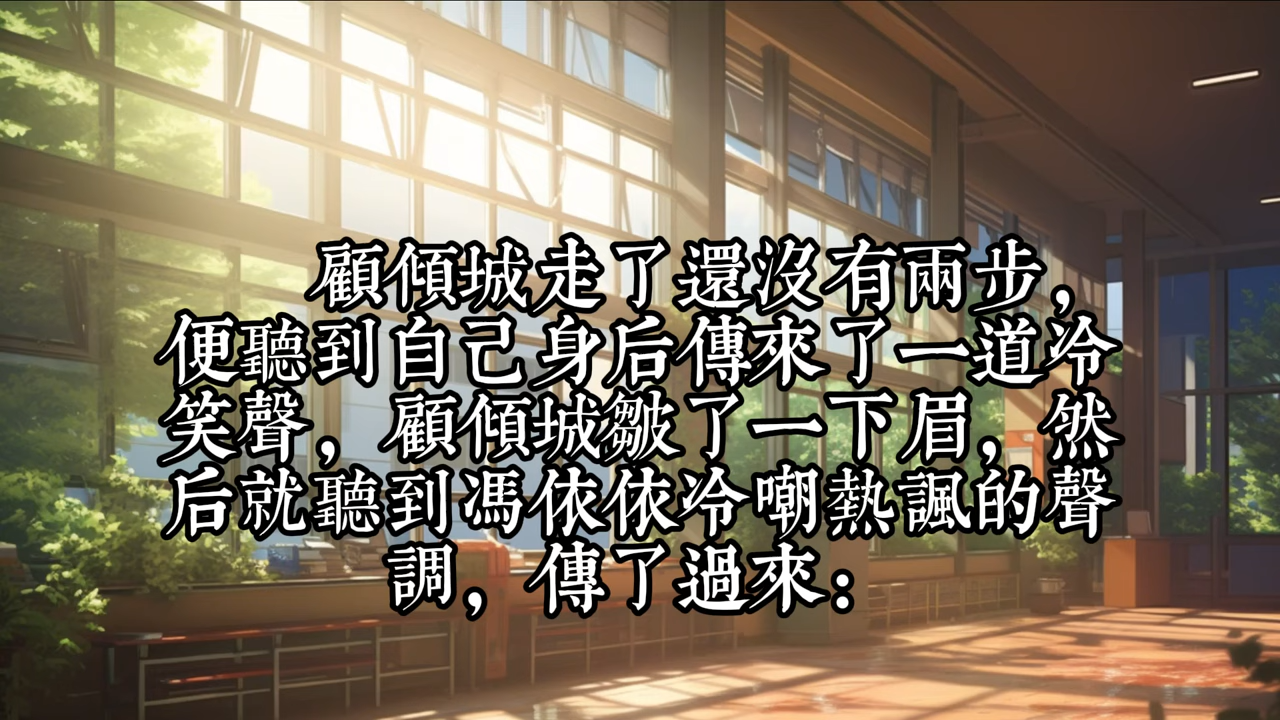 顧傾城走了還沒有兩步，
便聽到自己身后傳來了一道冷
笑聲，顧傾城皺了一下眉，然
后就聽到馮依依冷嘲熱諷的聲
調，傳了過來：